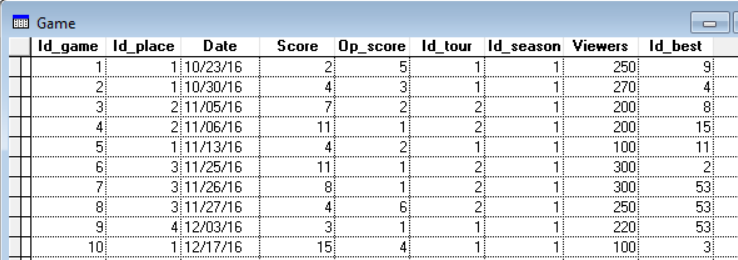 Game
Id_game Id_place Date Score Op_score Id_tour Id_season Viewers Id_best
1 1 10/23/16 2 5 1 1 250 9
2 1 10/30/16 4 3 1 1 270 4
3 2 11/05/16 7 2 2 1 200 8
4 2 11/06/16 11 1 2 1 200 15
5 1 11/13/16 4 2 1 1 100 11
6 3 11/25/16 11 1 2 1 300 2
7 3 11/26/16 8 1 2 1 300 53
8 3 11/27/16 4 6 2 1 250 53
9 4 12/03/16 3 1 1 1 220 53
10 1 12/17/16 15 4 1 1 100 3